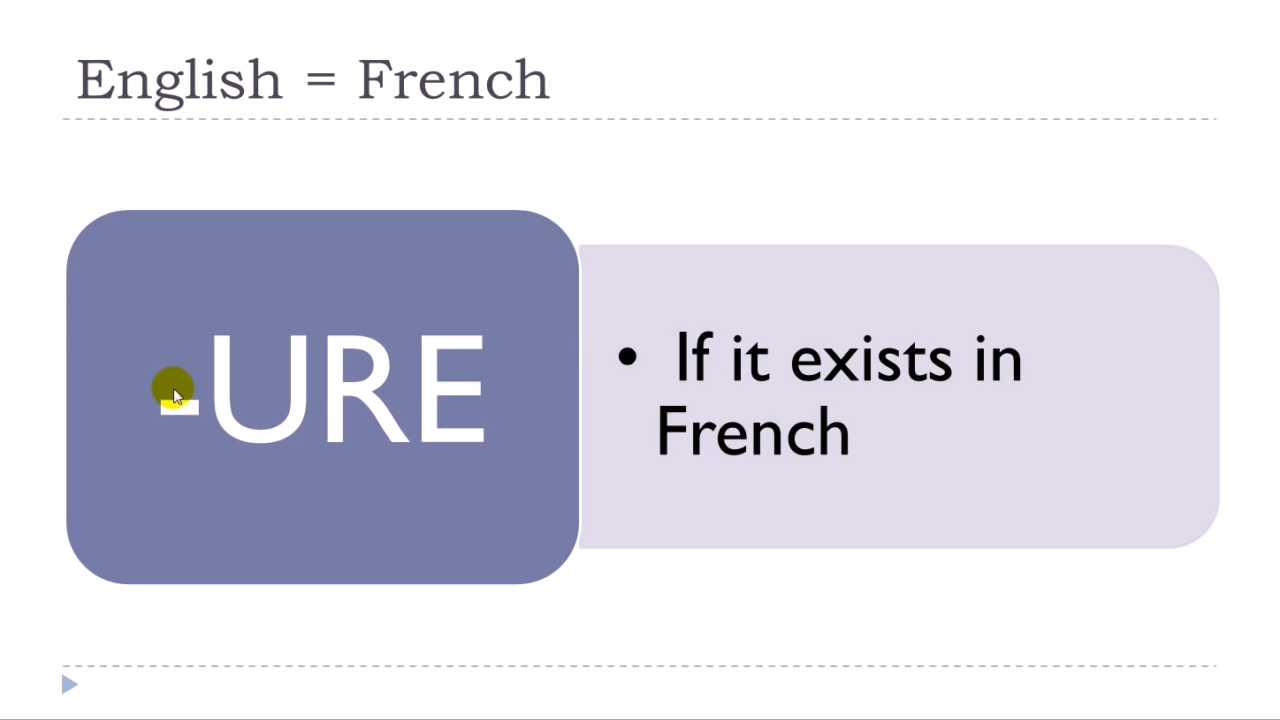 English = French
-URE
• If it exists in
French